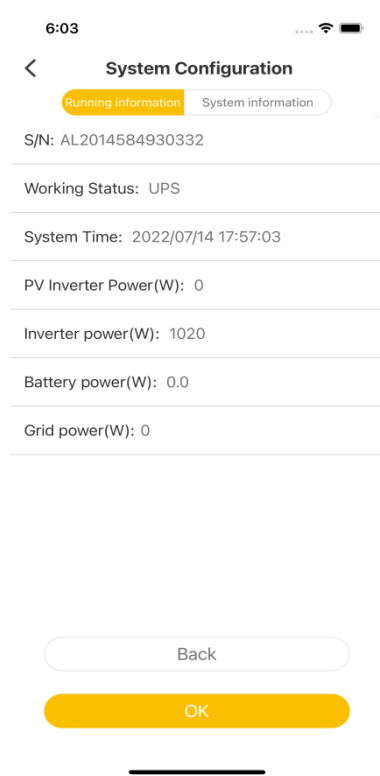 6:03
System Configuration
Running information System information
S/N: AL2014584930332
Working Status: UPS
System Time: 2022/07/14 17:57:03
PV Inverter Power(W): 0
Inverter power(W): 1020
Battery power(W): 0.0
Grid power(W): 0
Back
OK